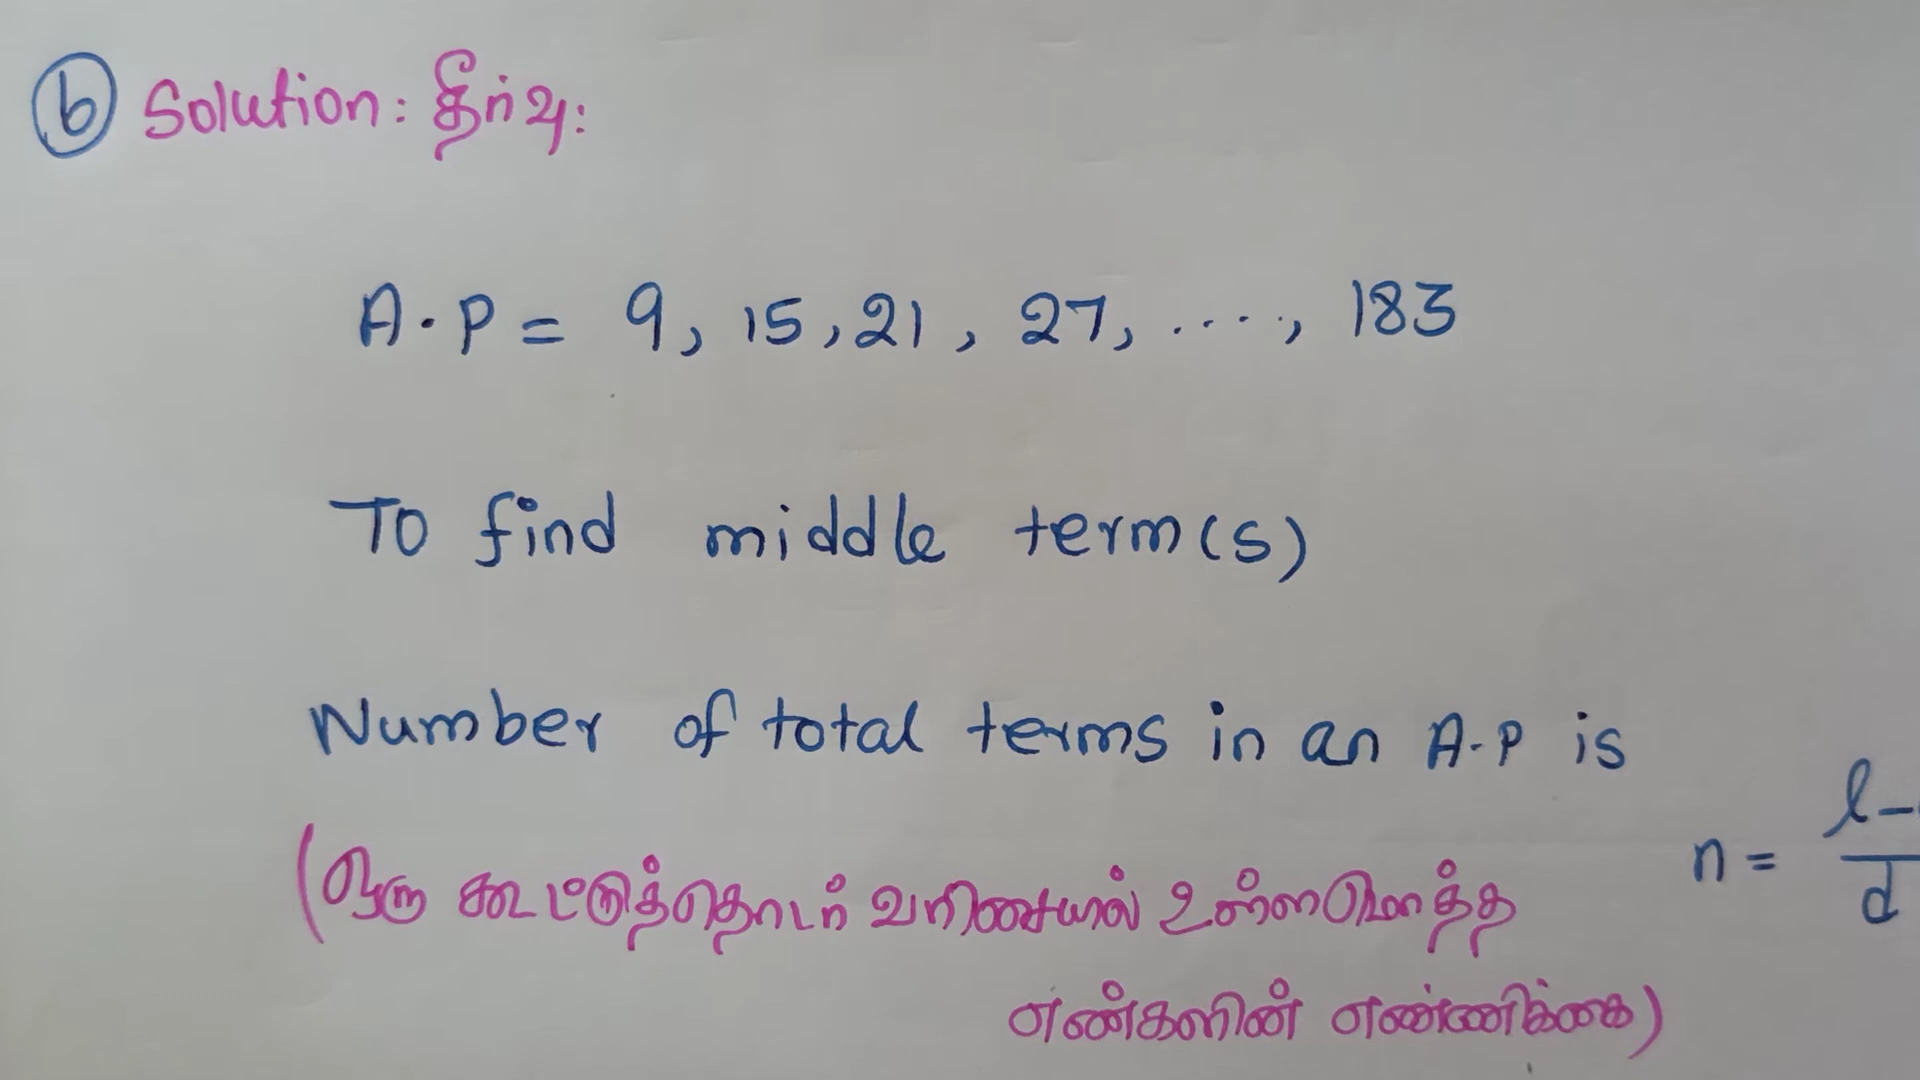 b Solution: தீர்வு:
A.P = 9, 15, 21, 27, ...., 183
To find middle term(s)
Number of total terms in an A.P is
n = l - / d
(ஒரு கூட்டுத்தொடர் வரிசையில் உள்ள மொத்த
எண்களின் எண்ணிக்கை)